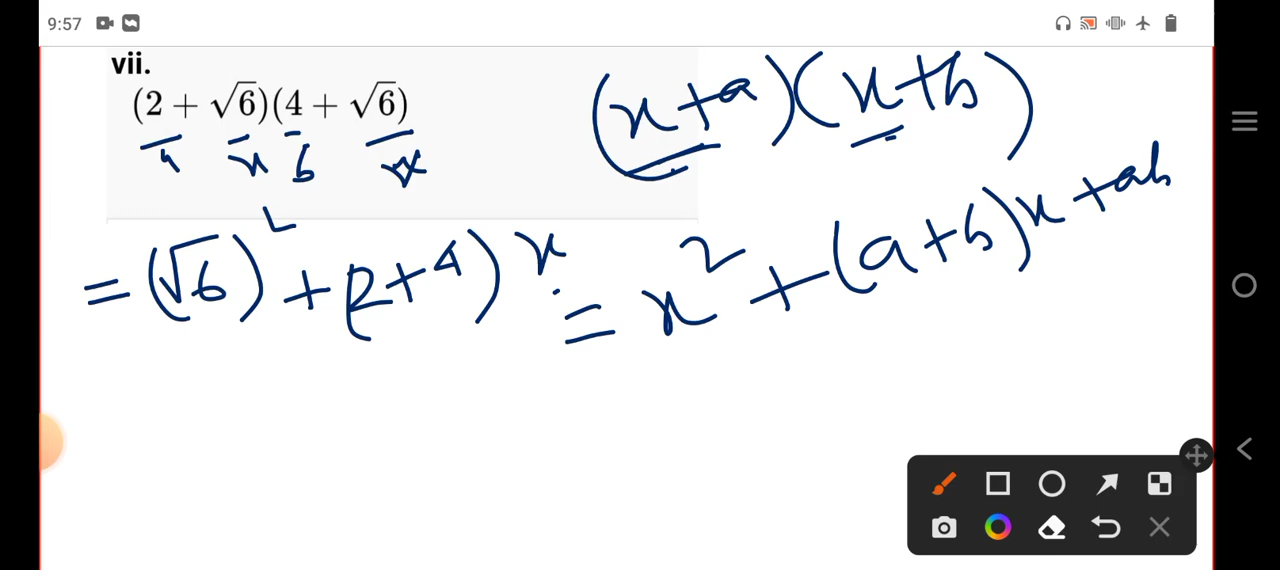 9:57
vii.
(2 + √6)(4 + √6)
(x+a)(x+b)
a x b x
= (√6)² + (2+4) x
= x² + (a+b)x + ab